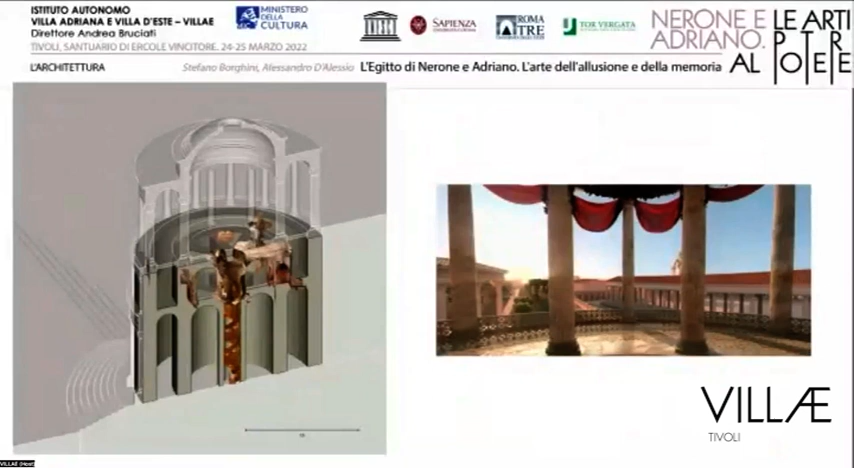 ISTITUTO AUTONOMO
VILLA ADRIANA E VILLA D'ESTE – VILLAE
Direttore Andrea Bruciati
TIVOLI, SANTUARIO DI ERCOLE VINCITORE. 24-25 MARZO 2022
MINISTERO
DELLA
CULTURA
UNESCO
SAPIENZA
ROMA
TRE
TOR VERGATA
NERONE E
ADRIANO.
LE ARTI
AL POTERE
L'ARCHITETTURA
Stefano Borghini, Alessandro D'Alessio L'Egitto di Nerone e Adriano. L'arte dell'allusione e della memoria
VILLÆ
TIVOLI
VILLAE (Host)